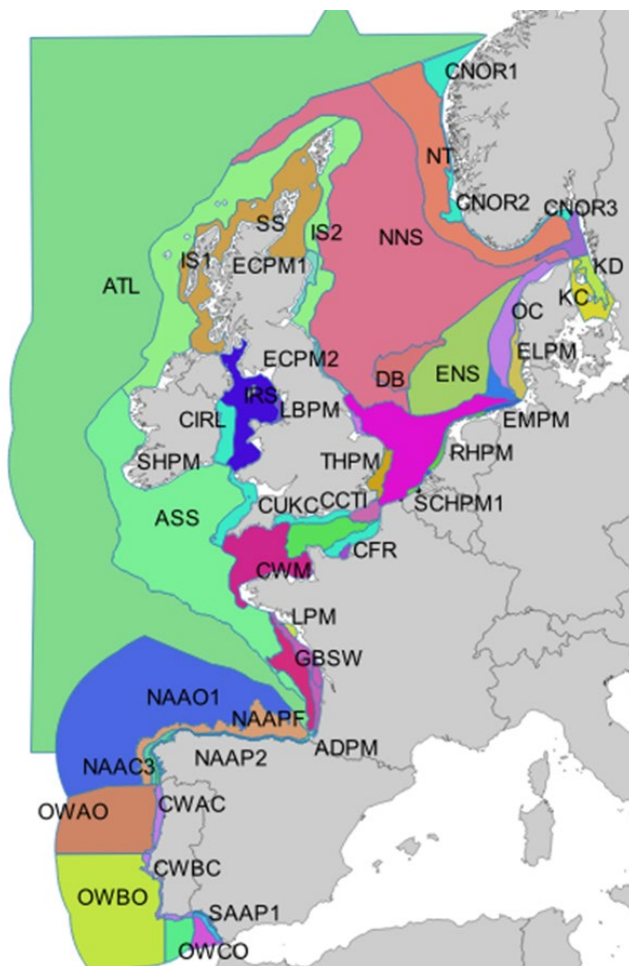 CNOR1
NT
CNOR2
CNOR3
SS
IS2
NNS
IS1
ECPM1
KD
ATL
KC
OC
ECPM2
ELPM
DB
ENS
IRS
LBPM
CIRL
EMPM
SHPM
THPM
RHPM
CUKC
CCTI
SCHPM1
ASS
CFR
CWM
LPM
GBSW
NAAO1
NAAPF
ADPM
NAAC3
NAAP2
OWAO
CWAC
CWBC
OWBO
SAAP1
OWCO